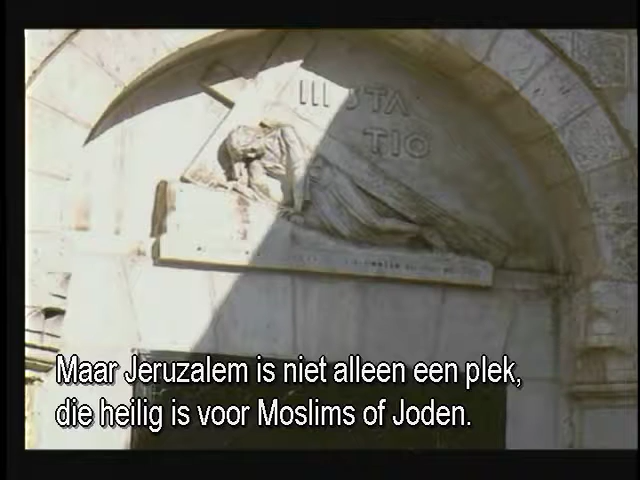 III STA
TIO
Maar Jeruzalem is niet alleen een plek,
die heilig is voor Moslims of Joden.